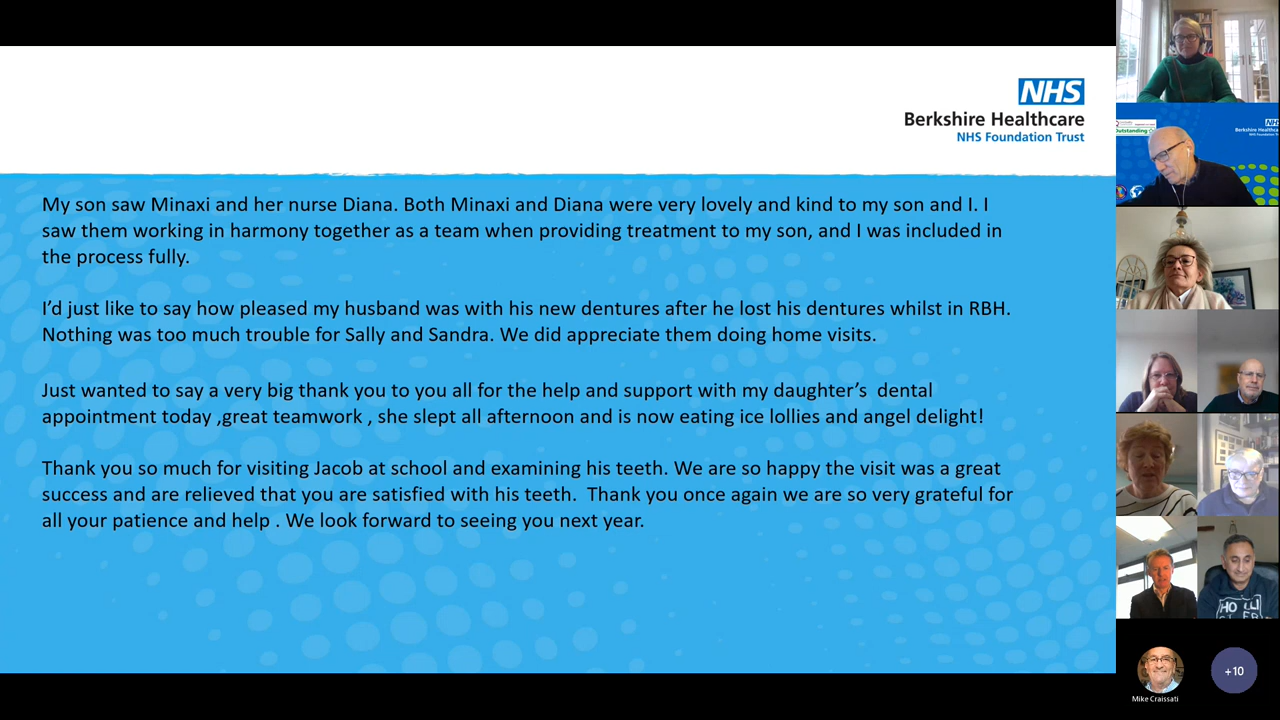 NHS
Berkshire Healthcare
NHS Foundation Trust
My son saw Minaxi and her nurse Diana. Both Minaxi and Diana were very lovely and kind to my son and I. I
saw them working in harmony together as a team when providing treatment to my son, and I was included in
the process fully.
I'd just like to say how pleased my husband was with his new dentures after he lost his dentures whilst in RBH.
Nothing was too much trouble for Sally and Sandra. We did appreciate them doing home visits.
Just wanted to say a very big thank you to you all for the help and support with my daughter's  dental
appointment today ,great teamwork , she slept all afternoon and is now eating ice lollies and angel delight!
Thank you so much for visiting Jacob at school and examining his teeth. We are so happy the visit was a great
success and are relieved that you are satisfied with his teeth.  Thank you once again we are so very grateful for
all your patience and help . We look forward to seeing you next year.
Outstanding
Berkshire Healthca
Mike Craissati
+10